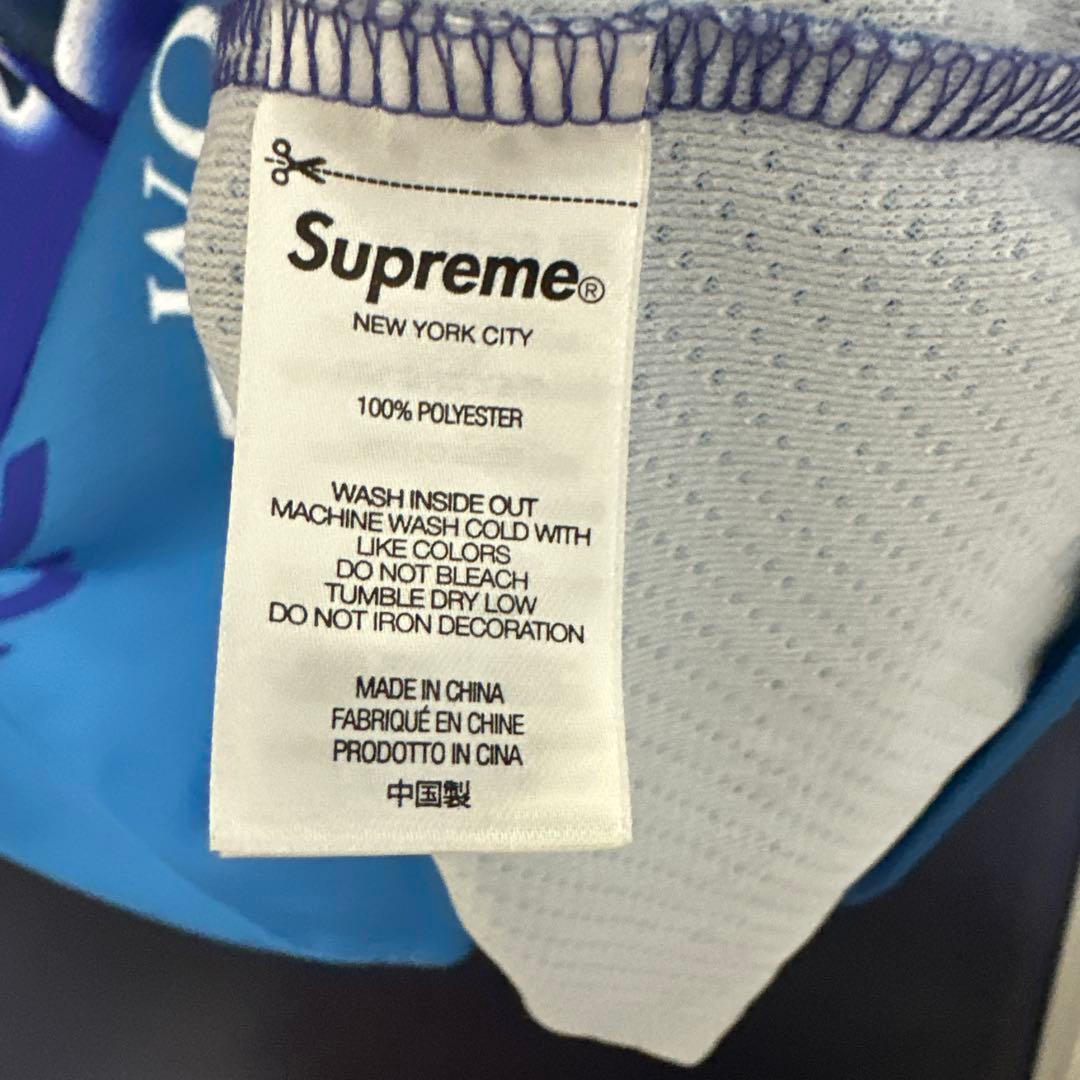 Supreme®
NEW YORK CITY
100% POLYESTER
WASH INSIDE OUT
MACHINE WASH COLD WITH
LIKE COLORS
DO NOT BLEACH
TUMBLE DRY LOW
DO NOT IRON DECORATION
MADE IN CHINA
FABRIQUÉ EN CHINE
PRODOTTO IN CINA
中国製